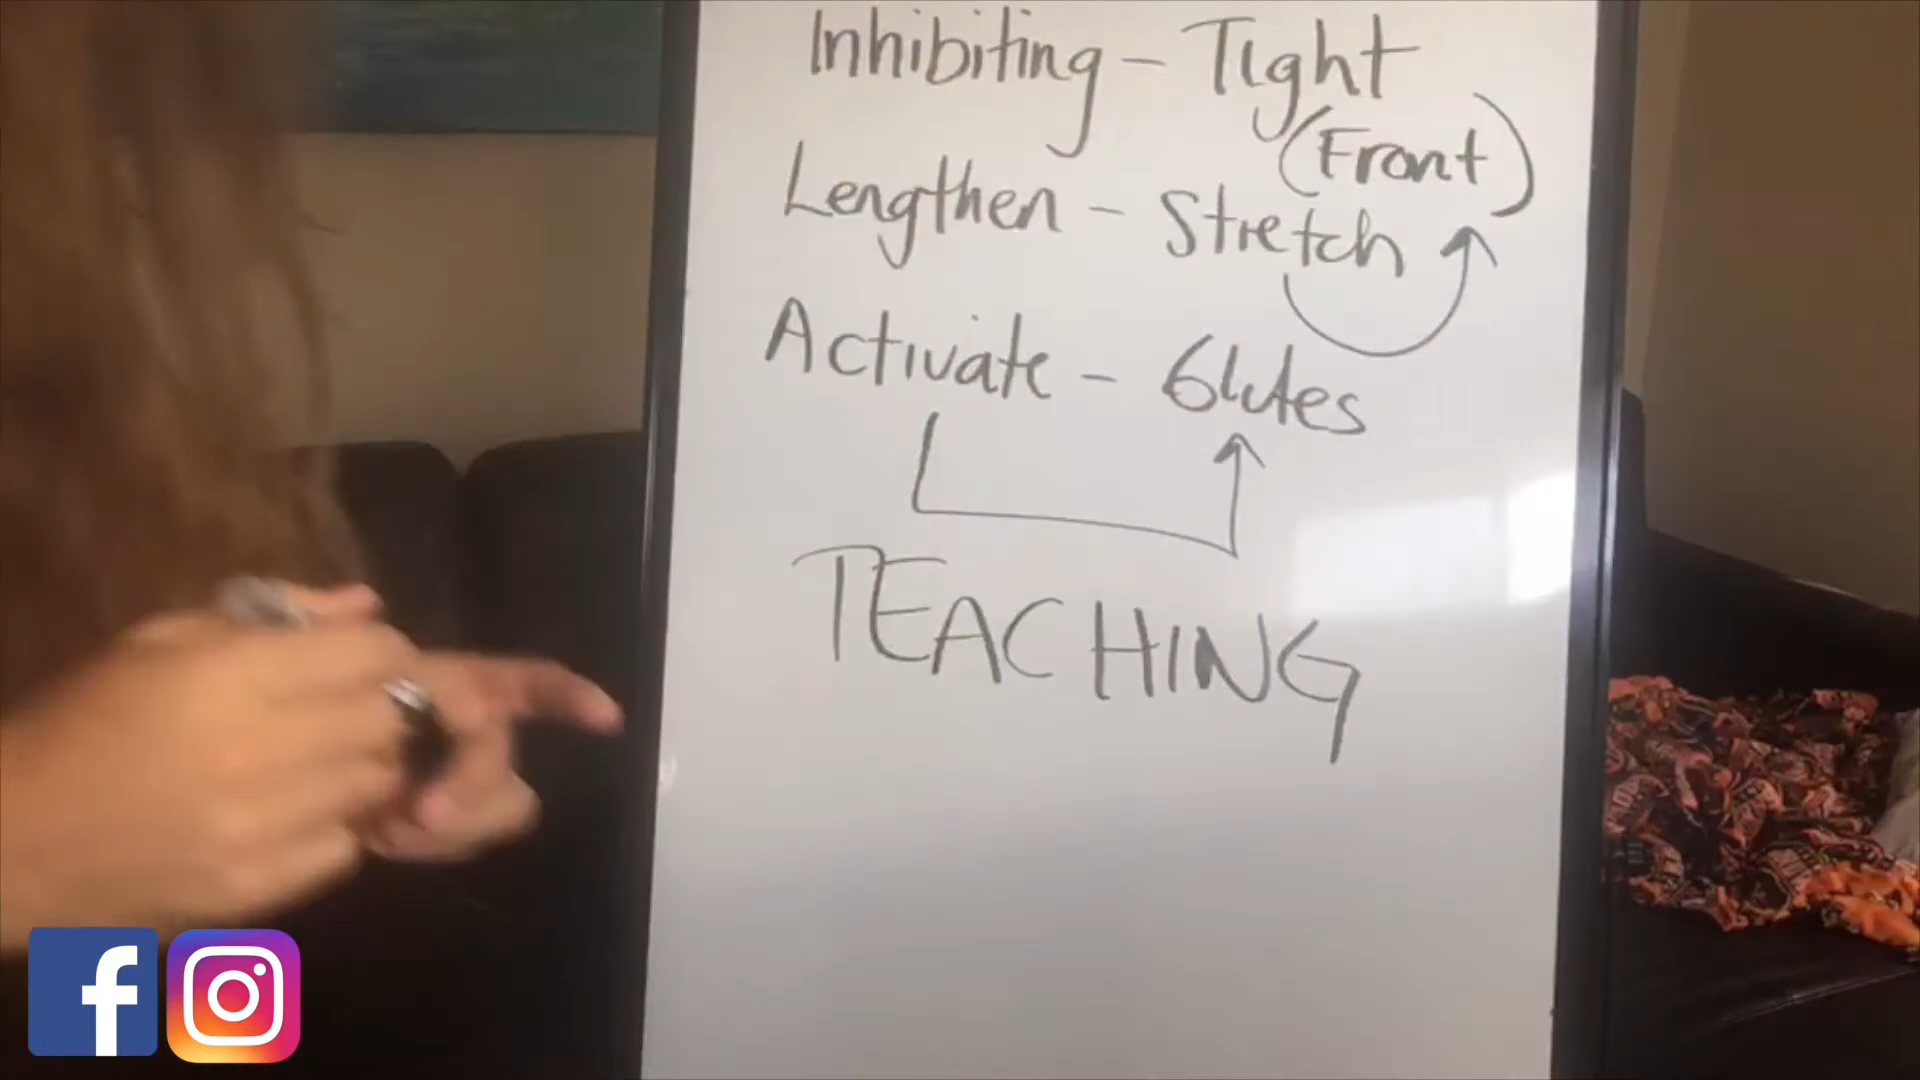 Inhibiting - Tight
(Front)
Lengthen - Stretch
Activate - Glutes
TEACHING